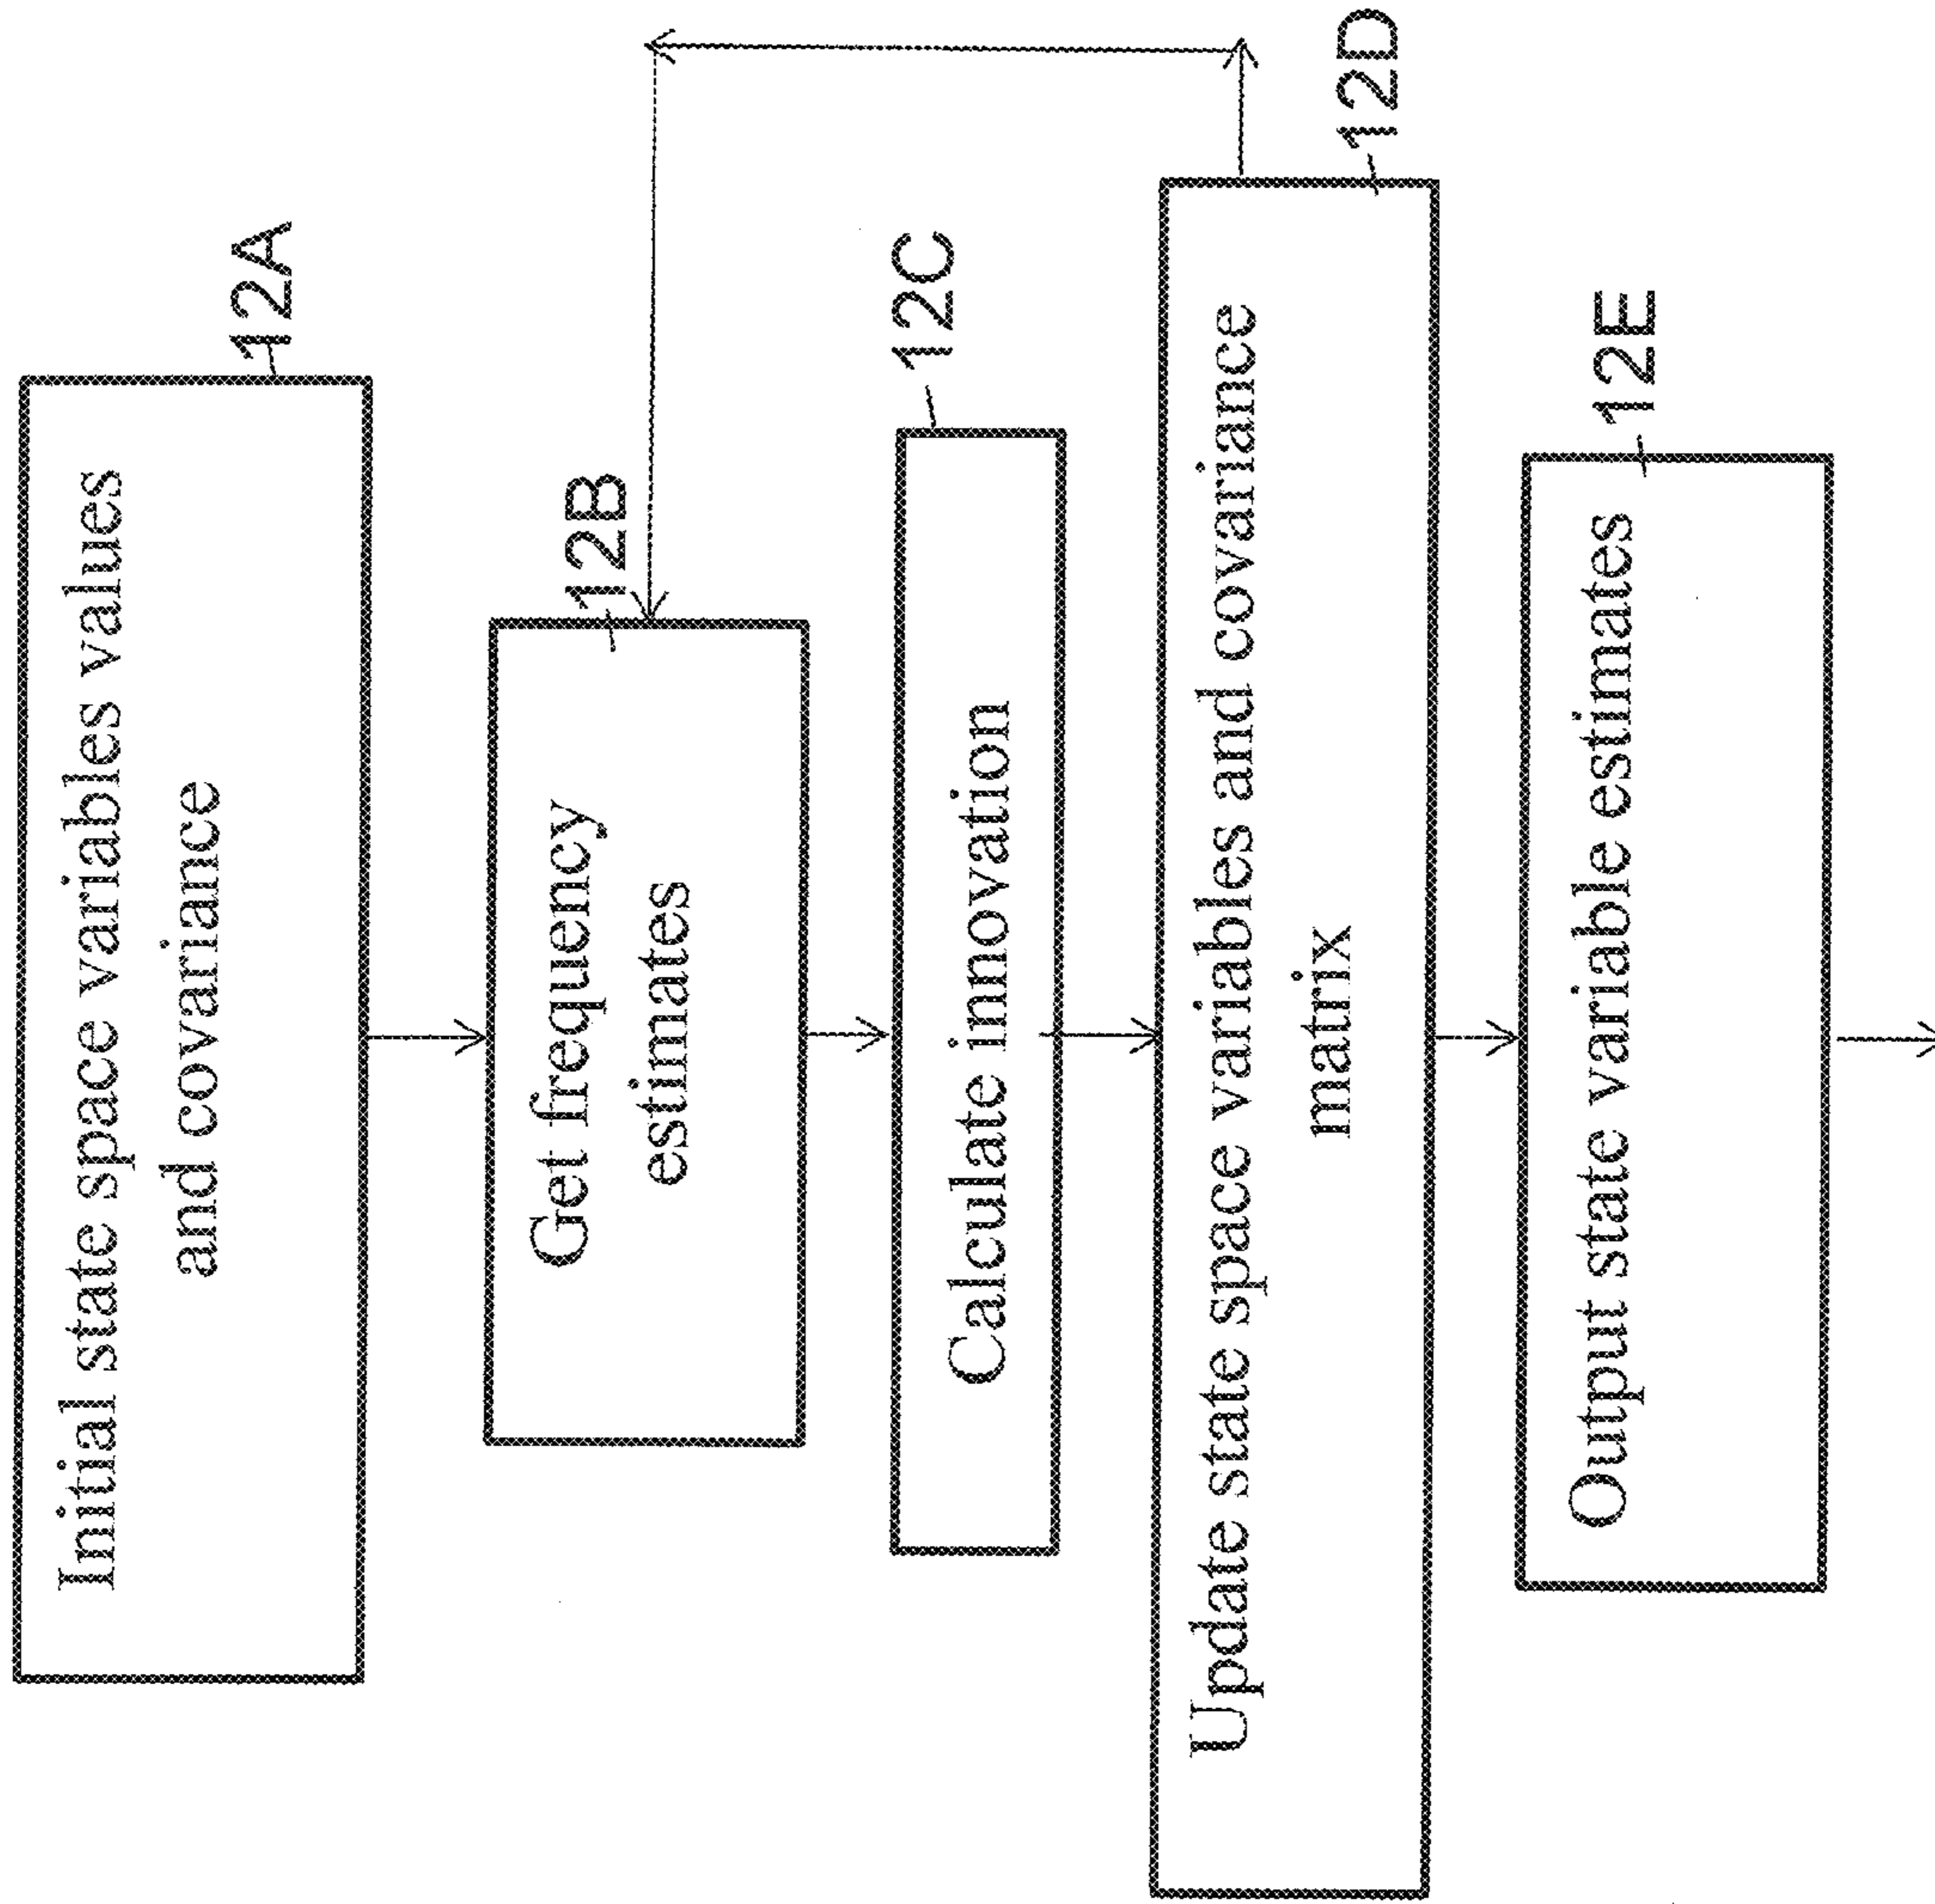 Initial state space variables values
and covariance
12A
Get frequency
estimates
12B
Calculate innovation
12C
Update state space variables and covariance
matrix
12D
Output state variable estimates
12E